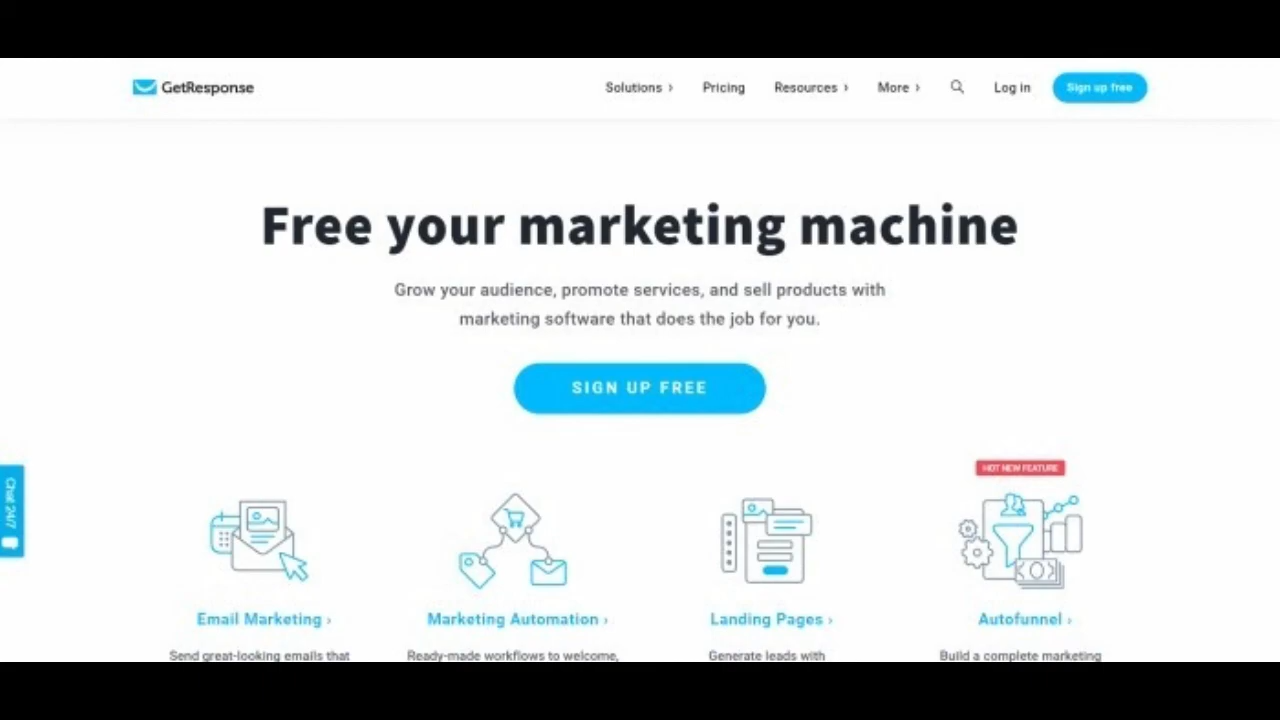 GetResponse
Solutions ›
Pricing
Resources ›
More ›
Log in
Sign up free
Free your marketing machine
Grow your audience, promote services, and sell products with
marketing software that does the job for you.
SIGN UP FREE
Chat 24/7
HOT NEW FEATURE
Email Marketing ›
Marketing Automation ›
Landing Pages ›
Autofunnel ›
Send great-looking emails that
Ready-made workflows to welcome,
Generate leads with
Build a complete marketing